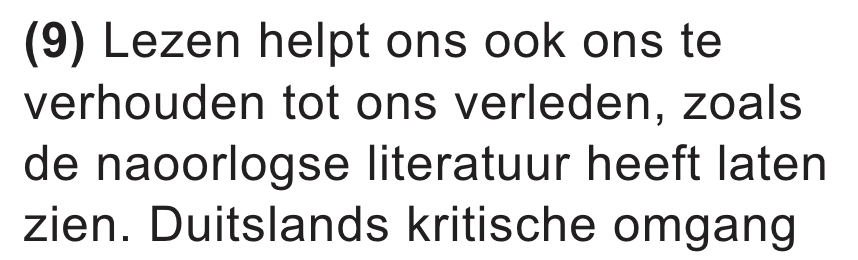 (9) Lezen helpt ons ook ons te
verhouden tot ons verleden, zoals
de naoorlogse literatuur heeft laten
zien. Duitslands kritische omgang